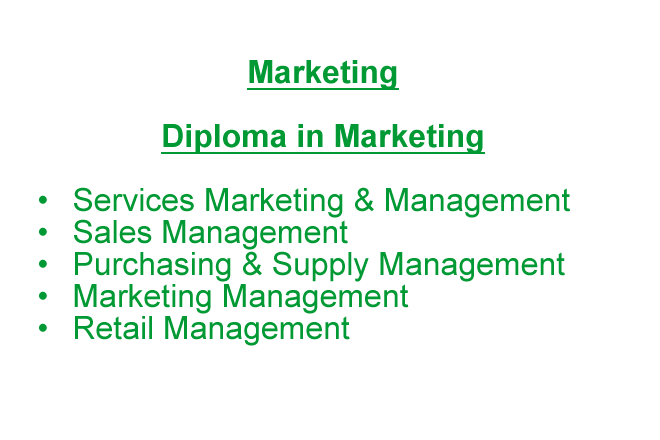 Marketing
Diploma in Marketing
• Services Marketing & Management
• Sales Management
• Purchasing & Supply Management
• Marketing Management
• Retail Management